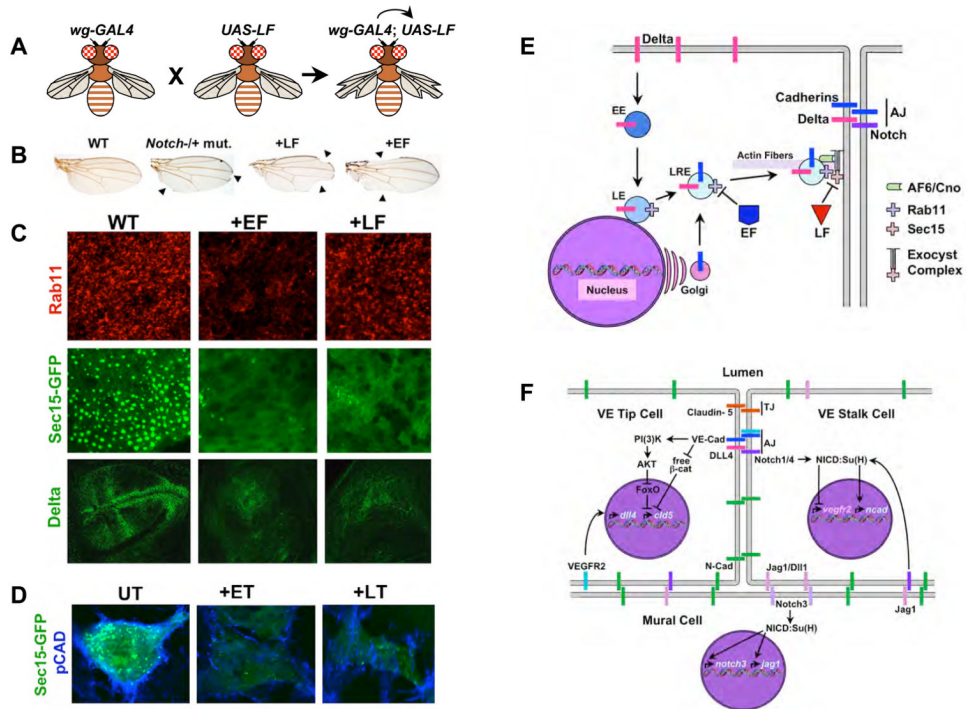 A
wg-GAL4
UAS-LF
wg-GAL4; UAS-LF
X
B
WT
Notch-/+ mut.
+LF
+EF
C
WT
+EF
+LF
Rab11
Sec15-GFP
Delta
D
UT
+ET
+LT
Sec15-GFP
pCAD
E
Delta
EE
Cadherins
Delta
AJ
Notch
Actin Fibers
LRE
LE
EF
LF
Nucleus
Golgi
AF6/Cno
Rab11
Sec15
Exocyst
Complex
F
Lumen
VE Tip Cell
VE Stalk Cell
Claudin- 5
TJ
PI(3)K
VE-Cad
AJ
DLL4
AKT
free
β-cat
Notch1/4
NICD:Su(H)
FoxO
dll4
cld5
vegfr2
ncad
VEGFR2
N-Cad
Jag1/Dll1
Jag1
Mural Cell
Notch3
NICD:Su(H)
notch3
jag1